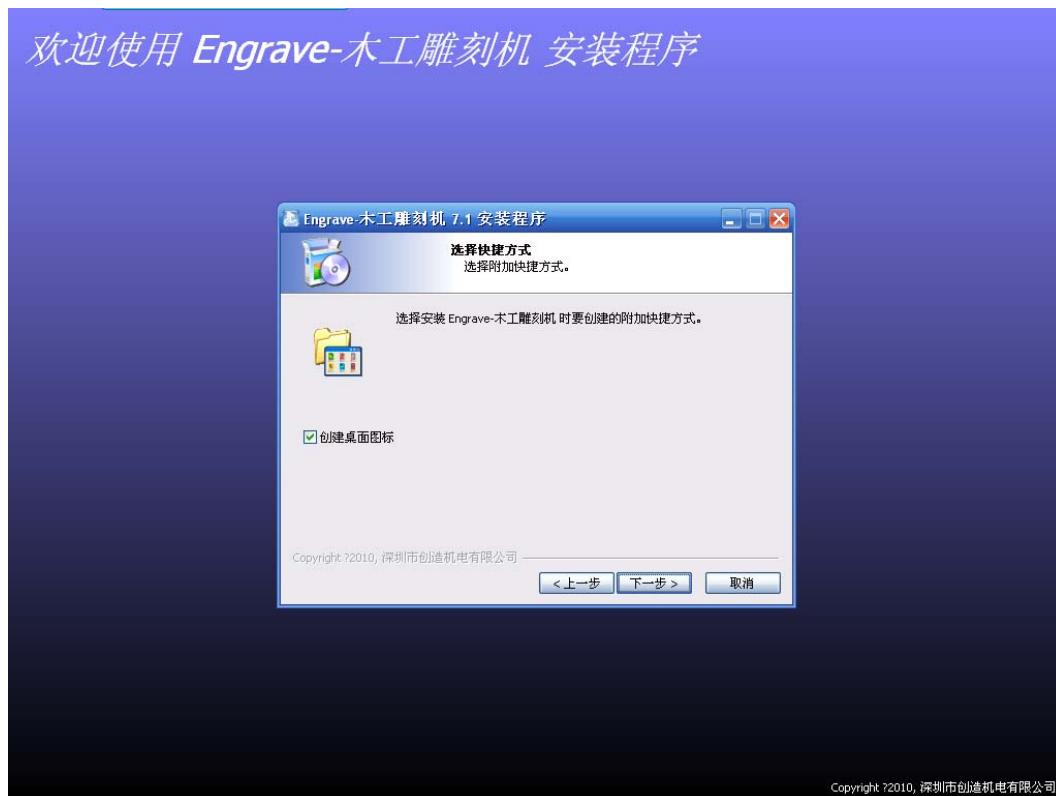 欢迎使用 Engrave-木工雕刻机 安装程序
Engrave-木工雕刻机 7.1 安装程序
选择快捷方式
选择附加快捷方式。
选择安装 Engrave-木工雕刻机 时要创建的附加快捷方式。
创建桌面图标
Copyright ?2010, 深圳市创造机电有限公司
<上一步 下一步> 取消
Copyright ?2010, 深圳市创造机电有限公司